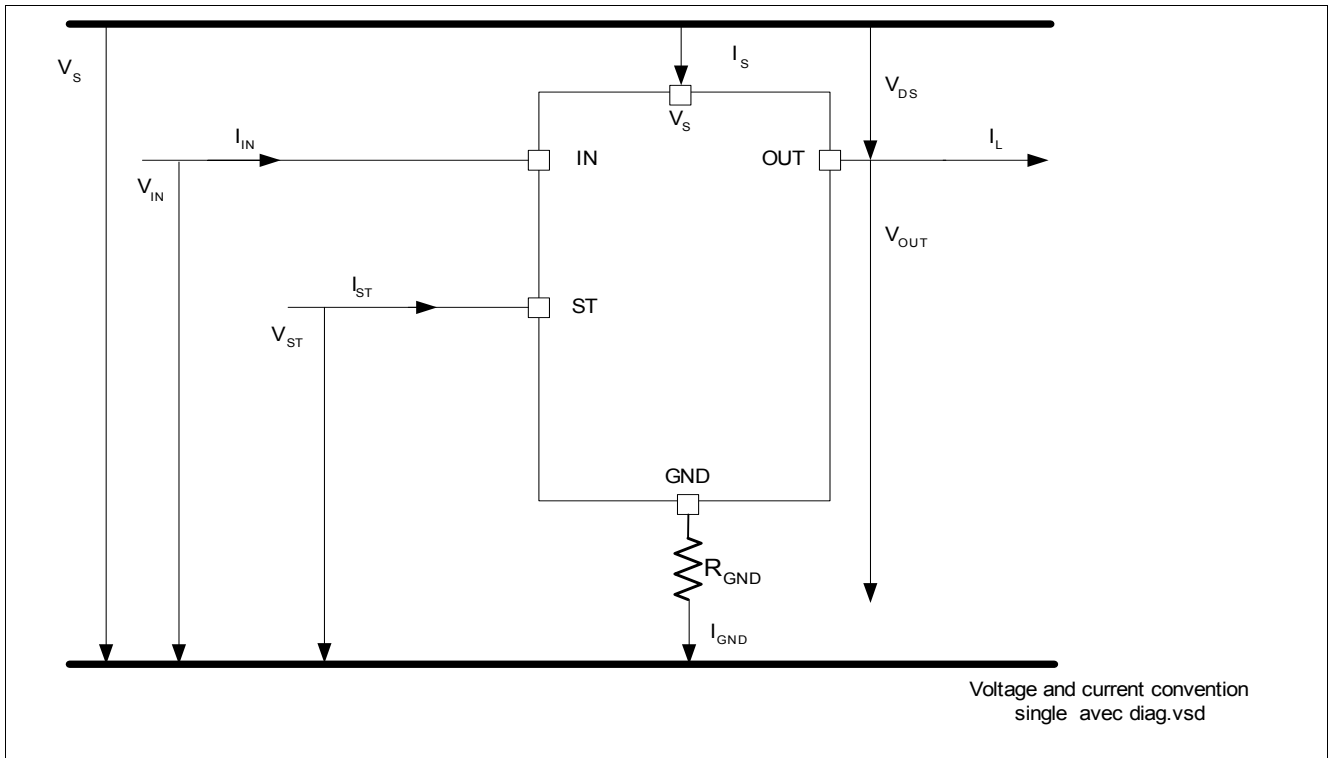 V_S
I_S
V_DS
V_S
I_IN
IN
OUT
I_L
V_IN
V_OUT
I_ST
ST
V_ST
GND
R_GND
I_GND
Voltage and current convention
single avec diag.vsd